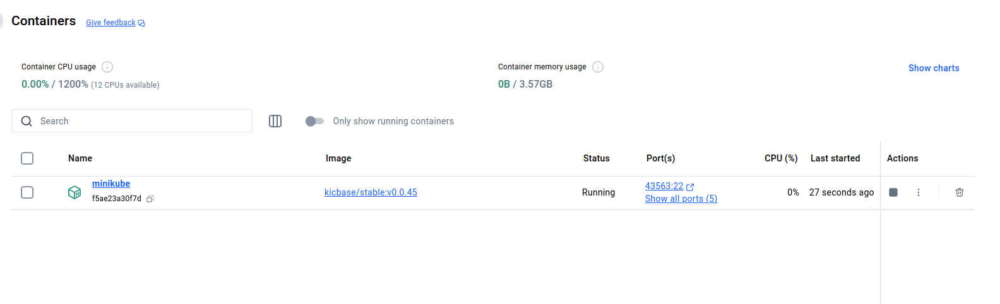 Containers Give feedback
Container CPU usage
0.00% / 1200% (12 CPUs available)
Container memory usage
0B / 3.57GB
Show charts
Search
Only show running containers
Name Image Status Port(s) CPU (%) Last started Actions
minikube
f5ae23a30f7d
kicbase/stable:v0.0.45
Running
43563:22
Show all ports (5)
0%
27 seconds ago